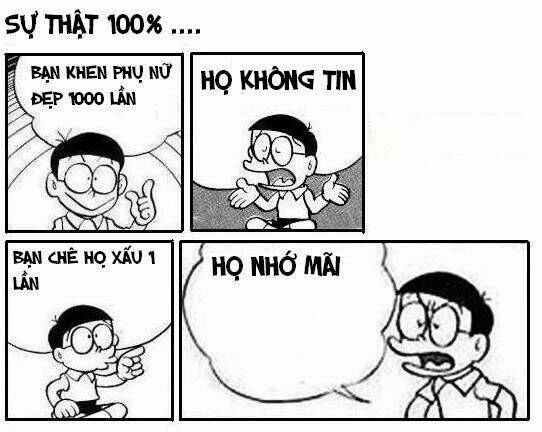 SỰ THẬT 100% ....
BẠN KHEN PHỤ NỮ
ĐẸP 1000 LẦN
HỌ KHÔNG TIN
BẠN CHÊ HỌ XẤU 1
LẦN
HỌ NHỚ MÃI